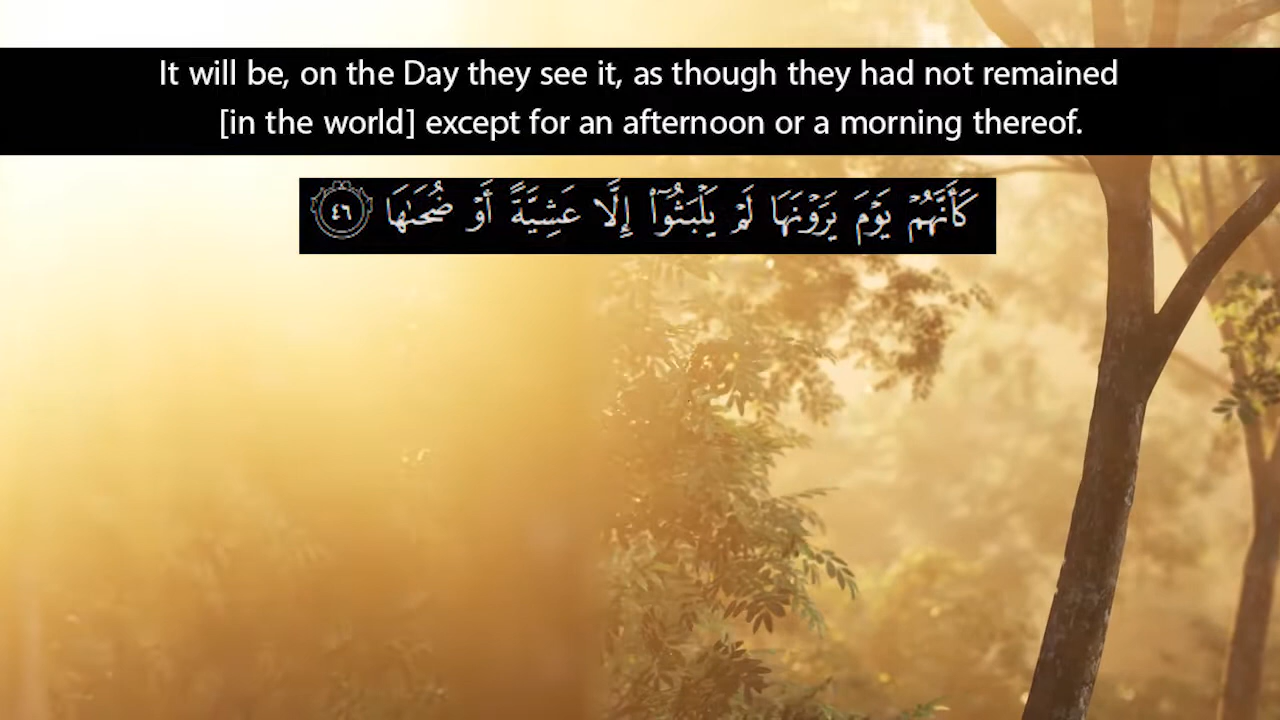 It will be, on the Day they see it, as though they had not remained
[in the world] except for an afternoon or a morning thereof.
كَأَنَّهُمْ يَوْمَ يَرَوْنَهَا لَمْ يَلْبَثُوٓا۟ إِلَّا عَشِيَّةً أَوْ ضُحَىٰهَا ٤٦